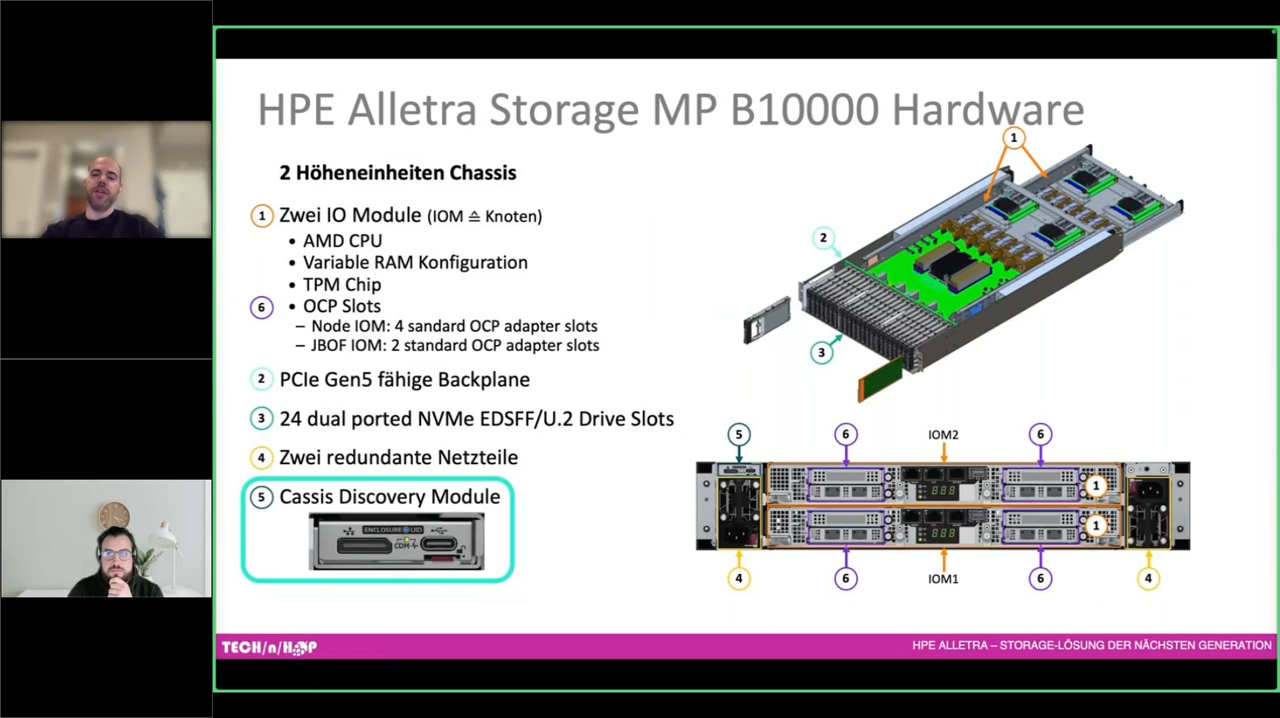 HPE Alletra Storage MP B10000 Hardware
2 Höheneinheiten Chassis
1 Zwei IO Module (IOM ≙ Knoten)
• AMD CPU
• Variable RAM Konfiguration
• TPM Chip
6 • OCP Slots
– Node IOM: 4 sandard OCP adapter slots
– JBOF IOM: 2 standard OCP adapter slots
2 PCIe Gen5 fähige Backplane
3 24 dual ported NVMe EDSFF/U.2 Drive Slots
4 Zwei redundante Netzteile
5 Cassis Discovery Module
ENCLOSURE UID
CDM
1
2
3
5 6 IOM2 6
1
1
4 6 IOM1 6 4
TECH/n/HOP
HPE ALLETRA – STORAGE-LÖSUNG DER NÄCHSTEN GENERATION